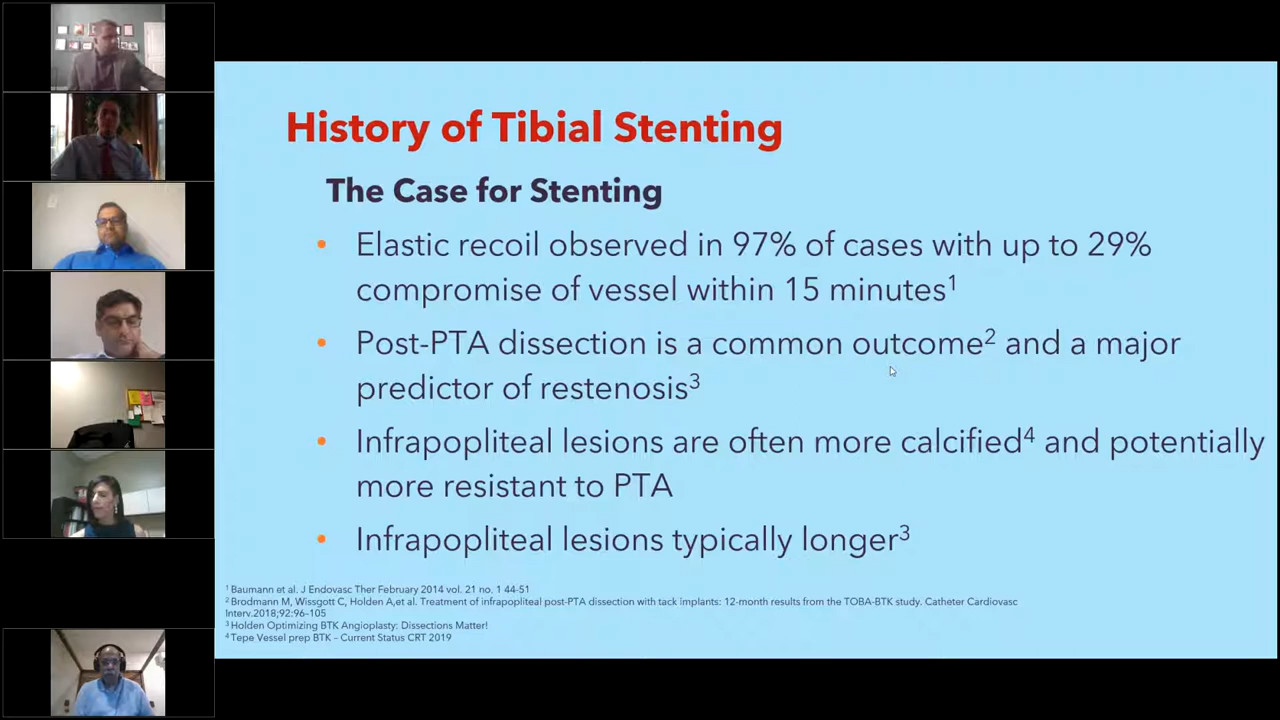 History of Tibial Stenting
The Case for Stenting
• Elastic recoil observed in 97% of cases with up to 29%
compromise of vessel within 15 minutes¹
• Post-PTA dissection is a common outcome² and a major
predictor of restenosis³
• Infrapopliteal lesions are often more calcified⁴ and potentially
more resistant to PTA
• Infrapopliteal lesions typically longer³
¹ Baumann et al. J Endovasc Ther February 2014 vol. 21 no. 1 44-51
² Brodmann M, Wissgott C, Holden A,et al. Treatment of infrapopliteal post-PTA dissection with tack implants: 12-month results from the TOBA-BTK study. Catheter Cardiovasc
Interv.2018;92:96-105
³ Holden Optimizing BTK Angioplasty: Dissections Matter!
⁴ Tepe Vessel prep BTK – Current Status CRT 2019